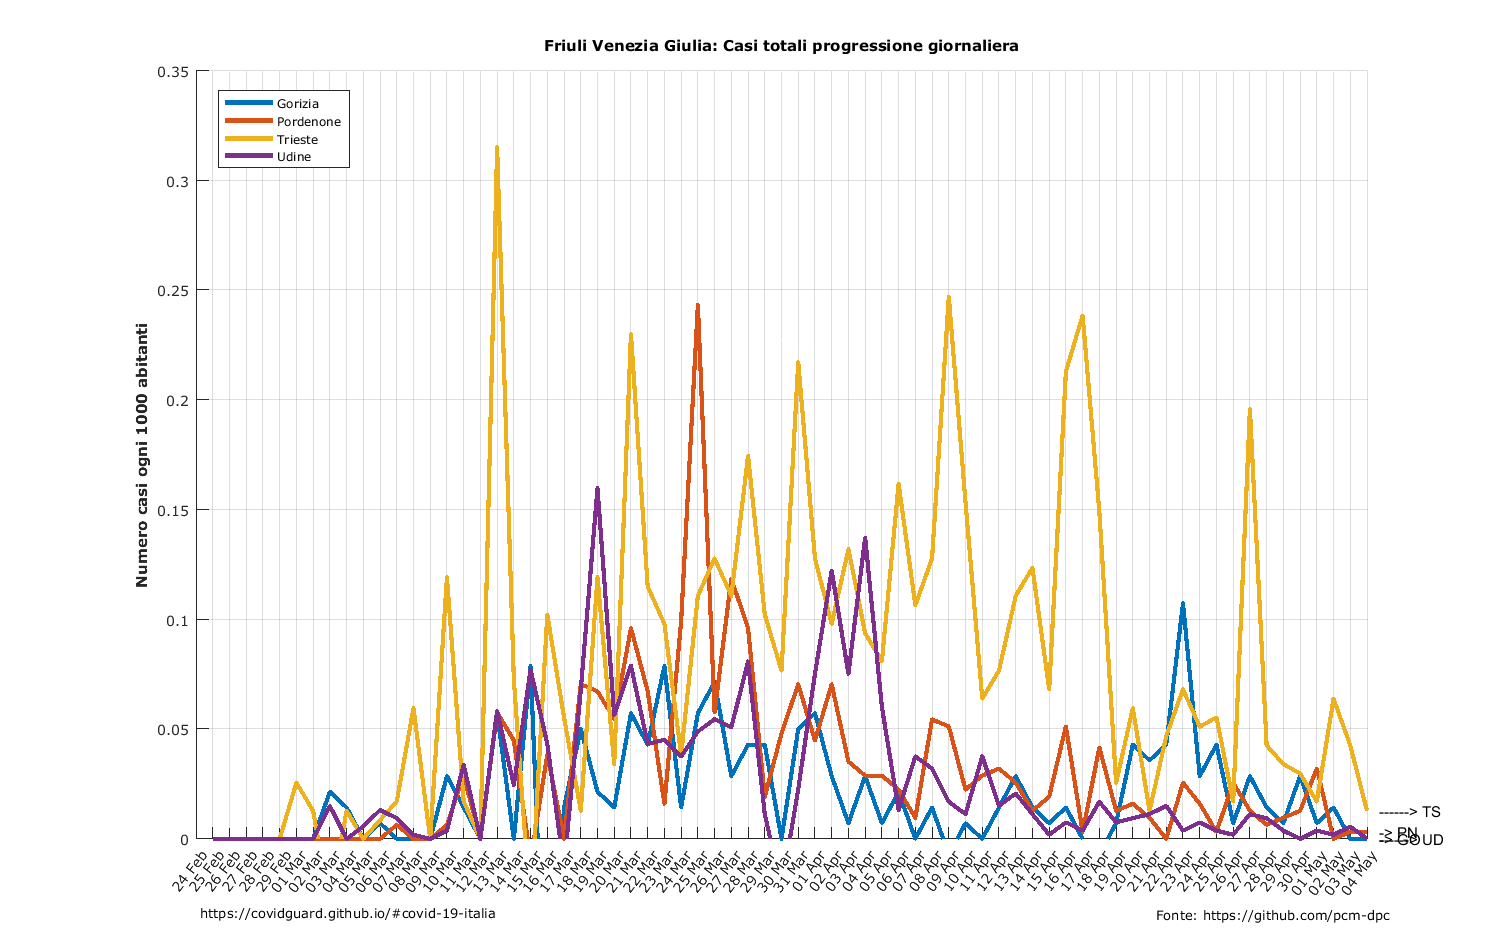 Friuli Venezia Giulia: Casi totali progressione giornaliera
Numero casi ogni 1000 abitanti
0.35
0.3
0.25
0.2
0.15
0.1
0.05
0
Gorizia
Pordenone
Trieste
Udine
------> TS
-> PN
-> GOUD
24 Feb
25 Feb
26 Feb
27 Feb
28 Feb
29 Feb
01 Mar
02 Mar
03 Mar
04 Mar
05 Mar
06 Mar
07 Mar
08 Mar
09 Mar
10 Mar
11 Mar
12 Mar
13 Mar
14 Mar
15 Mar
16 Mar
17 Mar
18 Mar
19 Mar
20 Mar
21 Mar
22 Mar
23 Mar
24 Mar
25 Mar
26 Mar
27 Mar
28 Mar
29 Mar
30 Mar
31 Mar
01 Apr
02 Apr
03 Apr
04 Apr
05 Apr
06 Apr
07 Apr
08 Apr
09 Apr
10 Apr
11 Apr
12 Apr
13 Apr
14 Apr
15 Apr
16 Apr
17 Apr
18 Apr
19 Apr
20 Apr
21 Apr
22 Apr
23 Apr
24 Apr
25 Apr
26 Apr
27 Apr
28 Apr
29 Apr
30 Apr
01 May
02 May
03 May
04 May
https://covidguard.github.io/#covid-19-italia
Fonte: https://github.com/pcm-dpc